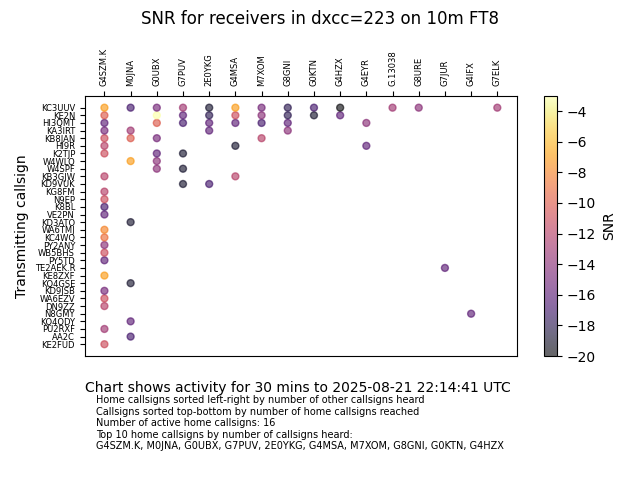 SNR for receivers in dxcc=223 on 10m FT8
G4SZM.K M0JNA G0UBX G7PUV 2E0YKG G4MSA M7XOM G8GNI G0KTN G4HZX G4EYR G.13038 G8URE G7JUR G4IFX G7ELK
Transmitting callsign
KC3UUV
KE2N
HI3OMT
KA3IRT
KB8JAN
HI9R
K2TIP
W4WLQ
W4SPF
KB3GJW
KD9VUK
KG8FM
N9EP
K8BL
VE2PN
KD3ATO
WA6TMJ
KC4WQ
PY2ANY
WB5BHS
PY5TD
TE2AEK.R
KE8ZXF
KQ4GSE
KD9JSB
WA6EZV
DN9ZZ
N8GMY
KO4ODY
PU2RXF
AA2C
KE2FUD
−4
−6
−8
−10
−12
−14
−16
−18
−20
SNR
Chart shows activity for 30 mins to 2025-08-21 22:14:41 UTC
Home callsigns sorted left-right by number of other callsigns heard
Callsigns sorted top-bottom by number of home callsigns reached
Number of active home callsigns: 16
Top 10 home callsigns by number of callsigns heard:
G4SZM.K, M0JNA, G0UBX, G7PUV, 2E0YKG, G4MSA, M7XOM, G8GNI, G0KTN, G4HZX